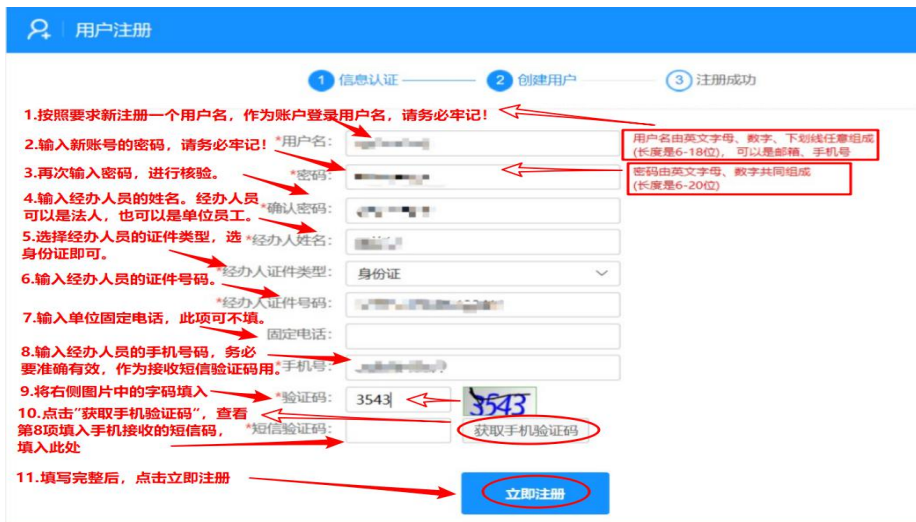 用户注册
1 信息认证 2 创建用户 3 注册成功
1.按照要求新注册一个用户名，作为账户登录用户名，请务必牢记！
用户名由英文字母、数字、下划线任意组成
(长度是6-18位)，可以是邮箱、手机号
2.输入新账号的密码，请务必牢记！
*用户名：
3.再次输入密码，进行核验。
*密码：
密码由英文字母、数字共同组成
(长度是6-20位)
4.输入经办人员的姓名。经办人员
可以是法人，也可以是单位员工。
*确认密码：
5.选择经办人员的证件类型，选
身份证即可。
*经办人姓名：
*经办人证件类型： 身份证
6.输入经办人员的证件号码。
*经办人证件号码：
7.输入单位固定电话，此项可不填。
固定电话：
8.输入经办人员的手机号码，务必
要准确有效，作为接收短信验证码用。
*手机号：
9.将右侧图片中的字码填入
*验证码： 3543 3543
10.点击"获取手机验证码"，查看
第8项填入手机接收的短信码，
填入此处
*短信验证码： 获取手机验证码
11.填写完整后，点击立即注册
立即注册